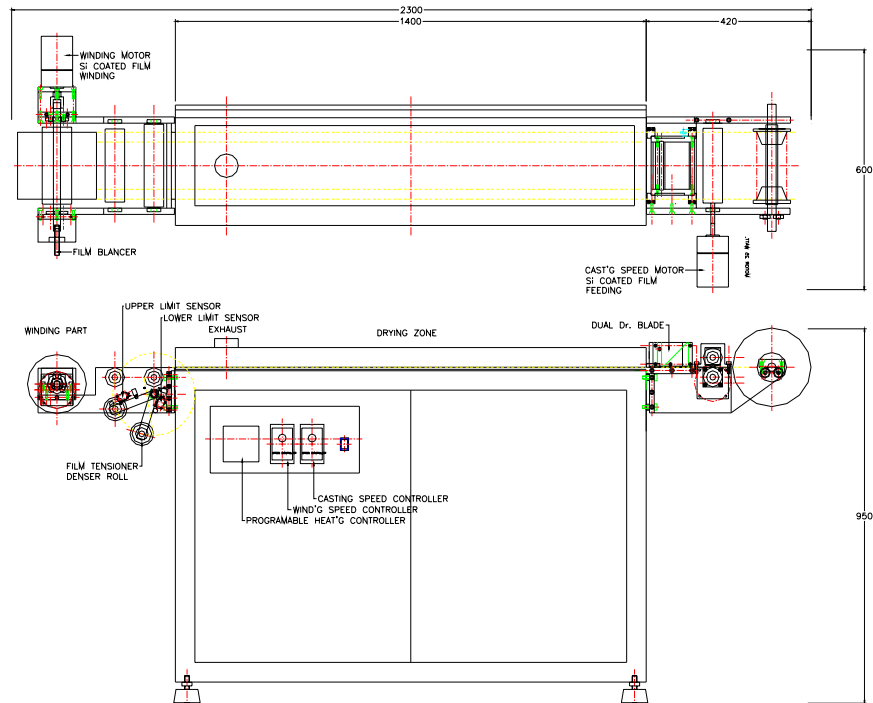 2300
1400
420
WINDING MOTOR
Si COATED FILM
WINDING
600
FILM BLANCER
CAST'G SPEED MOTOR
Si COATED FILM
FEEDING
UPPER LIMIT SENSOR
LOWER LIMIT SENSOR
WINDING PART
EXHAUST
DRYING ZONE
DUAL Dr. BLADE
FILM TENSIONER
DENSER ROLL
CASTING SPEED CONTROLLER
WIND'G SPEED CONTROLLER
PROGRAMABLE HEAT'G CONTROLLER
950